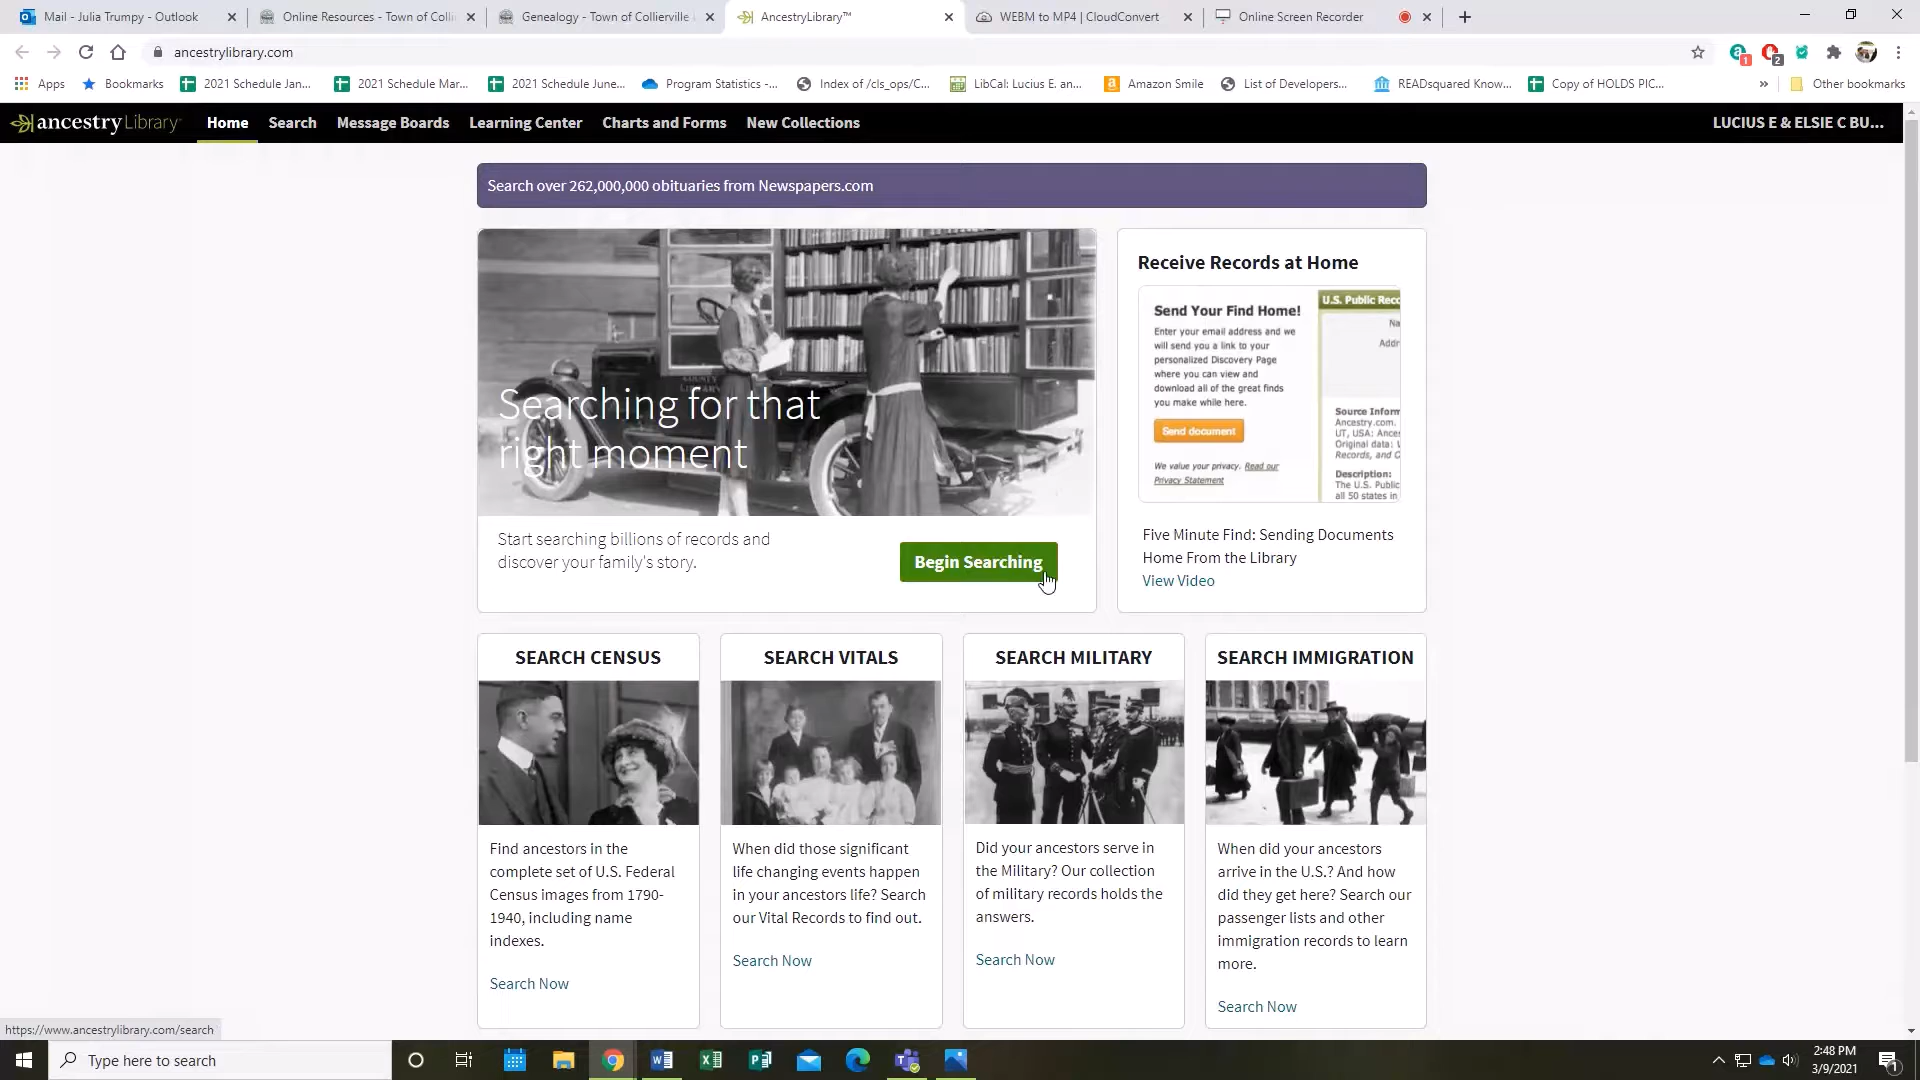 Mail - Julia Trumpy - Outlook
Online Resources - Town of Colli
Genealogy - Town of Collierville
AncestryLibrary™
WEBM to MP4 | CloudConvert
Online Screen Recorder
ancestrylibrary.com
1
2
Apps
Bookmarks
2021 Schedule Jan...
2021 Schedule Mar...
2021 Schedule June...
Program Statistics -...
Index of /cls_ops/C...
LibCal: Lucius E. an...
Amazon Smile
List of Developers...
READsquared Know...
Copy of HOLDS PIC...
»
Other bookmarks
ancestryLibrary
Home
Search
Message Boards
Learning Center
Charts and Forms
New Collections
LUCIUS E & ELSIE C BU...
Search over 262,000,000 obituaries from Newspapers.com
Searching for that
right moment
Start searching billions of records and
discover your family's story.
Begin Searching
Receive Records at Home
Send Your Find Home!
Enter your email address and we
will send you a link to your
personalized Discovery Page
where you can view and
download all of the great finds
you make while here.
Send document
We value your privacy. Read our
Privacy Statement
U.S. Public Reco
Na
Addr
Source Inform
Ancestry.com.
UT, USA: Ances
Original data: 
Records, and C
Description:
The U.S. Public
all 50 states in
Five Minute Find: Sending Documents
Home From the Library
View Video
SEARCH CENSUS
Find ancestors in the
complete set of U.S. Federal
Census images from 1790-
1940, including name
indexes.
Search Now
SEARCH VITALS
When did those significant
life changing events happen
in your ancestors life? Search
our Vital Records to find out.
Search Now
SEARCH MILITARY
Did your ancestors serve in
the Military? Our collection
of military records holds the
answers.
Search Now
SEARCH IMMIGRATION
When did your ancestors
arrive in the U.S.? And how
did they get here? Search our
passenger lists and other
immigration records to learn
more.
Search Now
https://www.ancestrylibrary.com/search
Type here to search
2:48 PM
3/9/2021
1